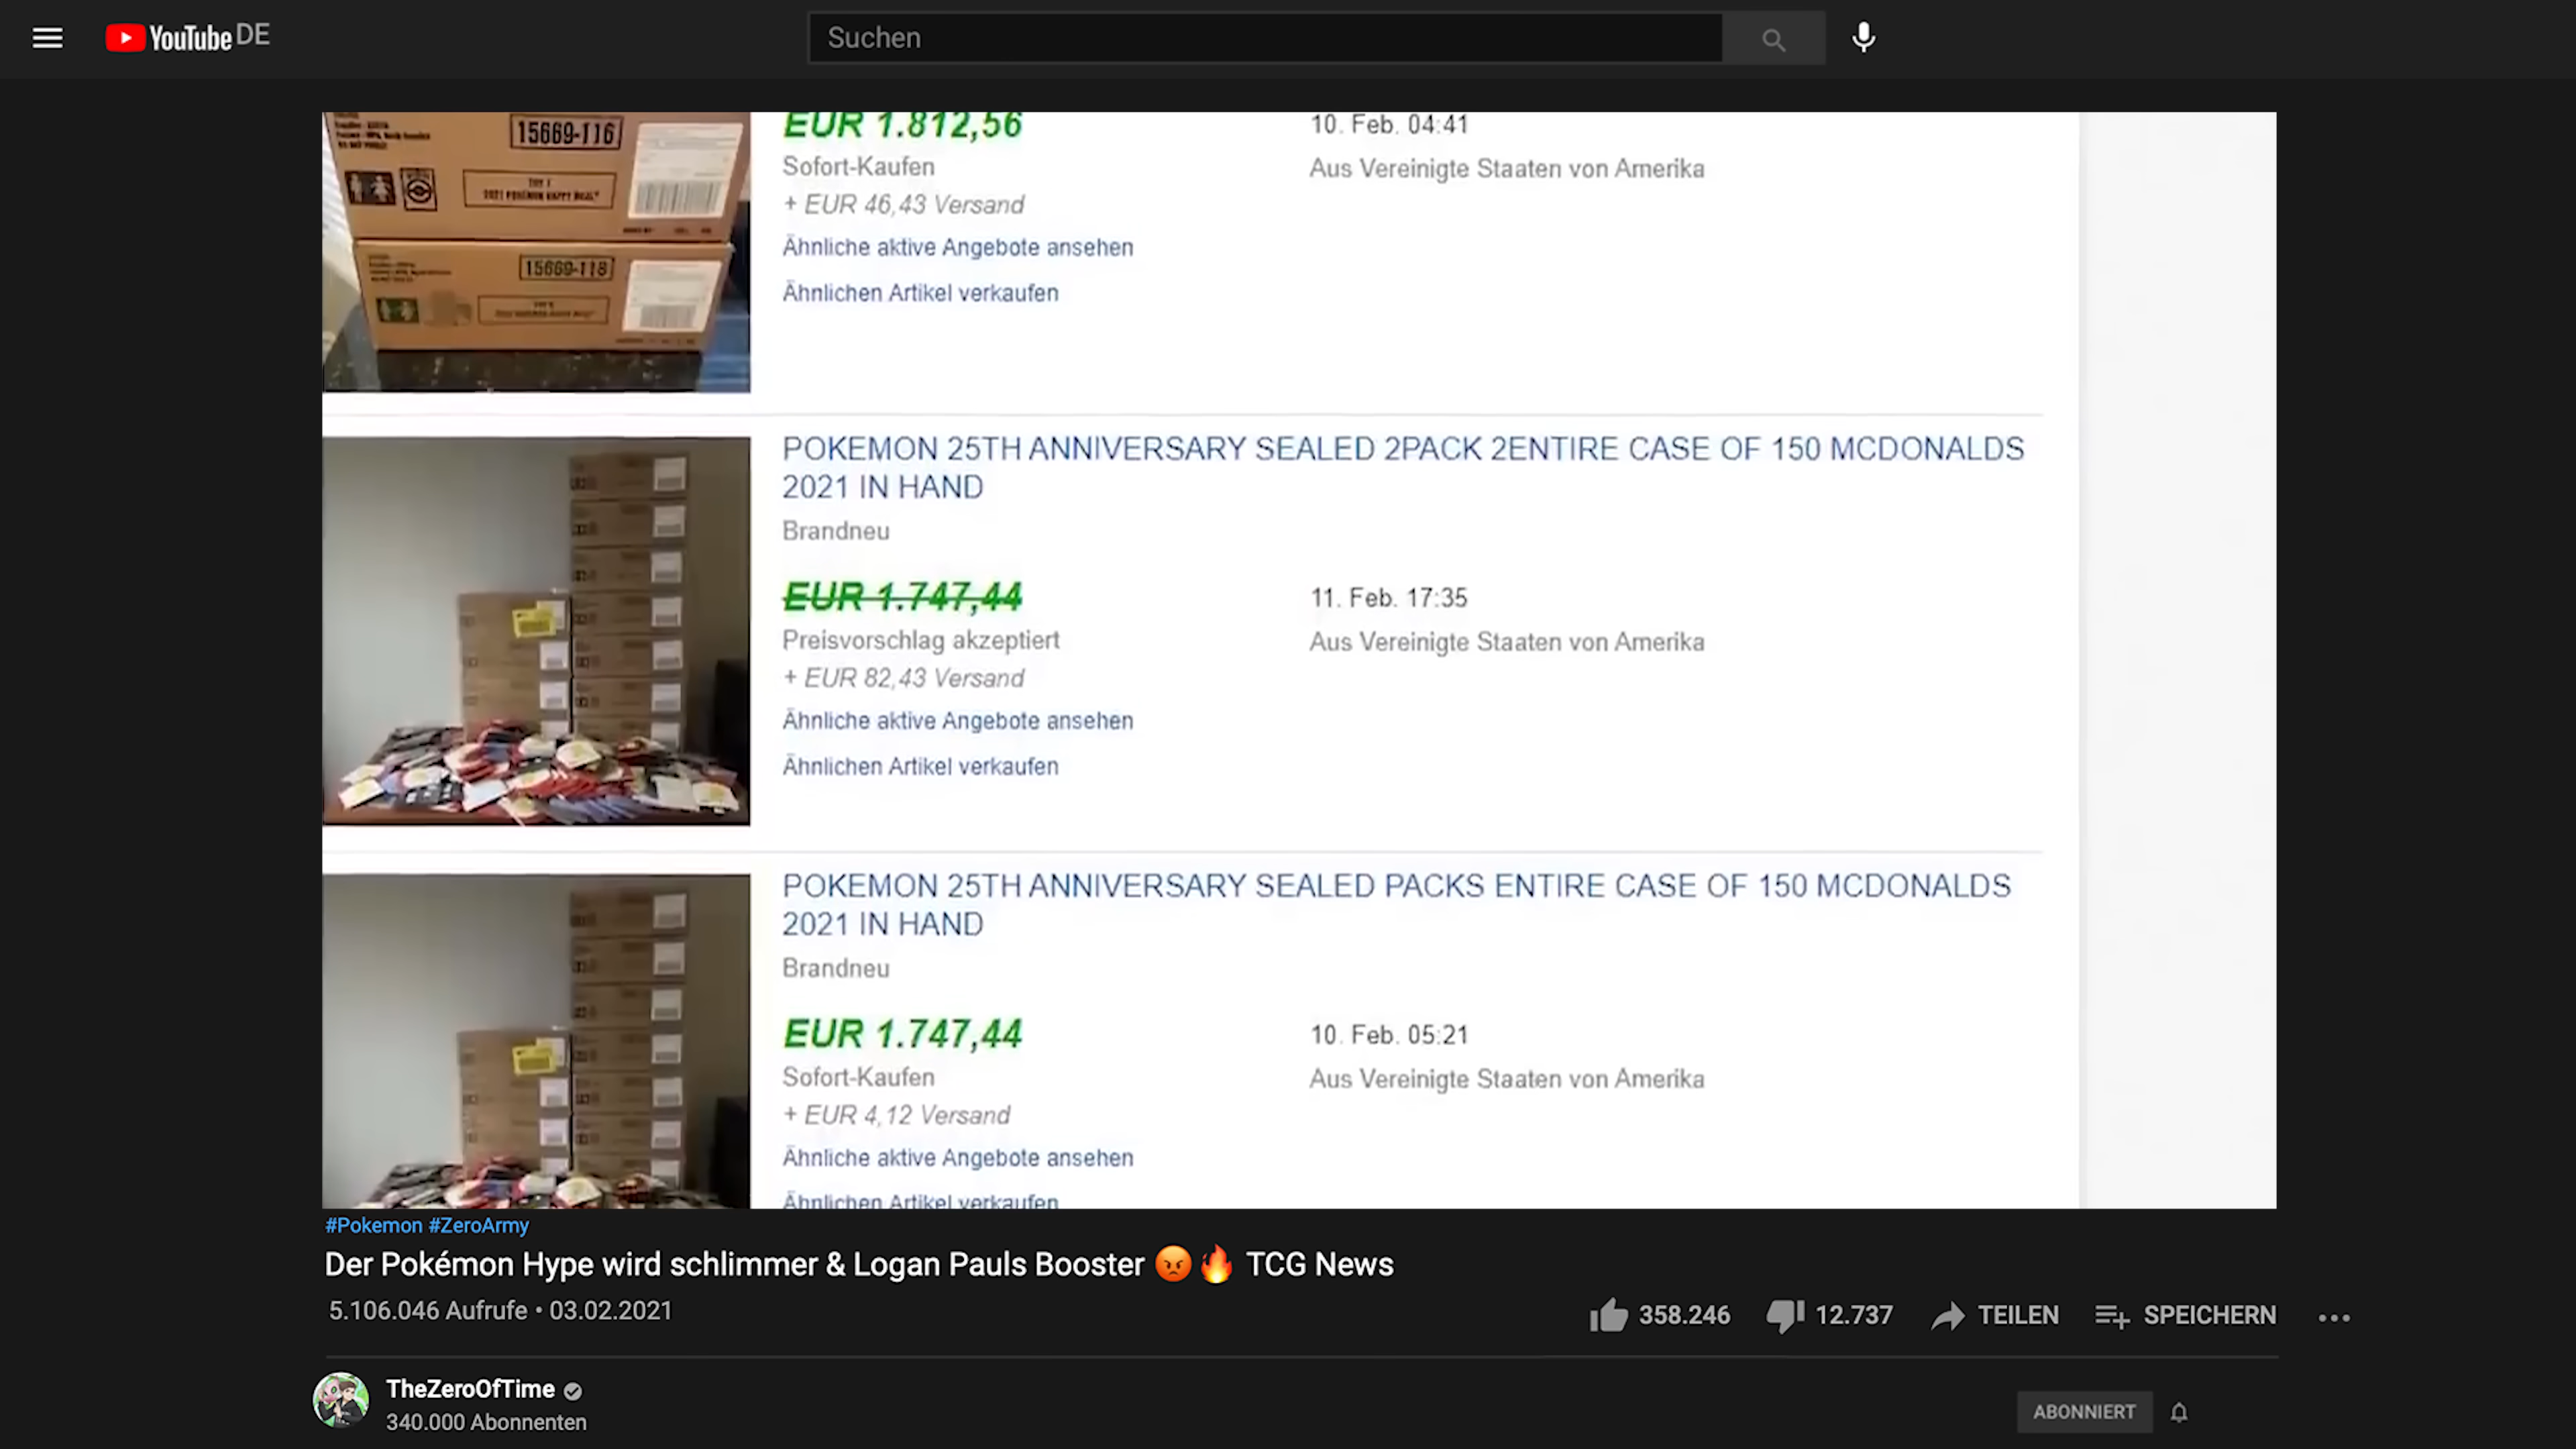 YouTube DE
Suchen
15669-116
2021 POKEMON HAPPY MEAL
15669-118
EUR 1.812,56
Sofort-Kaufen
+ EUR 46,43 Versand
Ähnliche aktive Angebote ansehen
Ähnlichen Artikel verkaufen
10. Feb. 04:41
Aus Vereinigte Staaten von Amerika
POKEMON 25TH ANNIVERSARY SEALED 2PACK 2ENTIRE CASE OF 150 MCDONALDS
2021 IN HAND
Brandneu
EUR 1.747,44
Preisvorschlag akzeptiert
+ EUR 82,43 Versand
Ähnliche aktive Angebote ansehen
Ähnlichen Artikel verkaufen
11. Feb. 17:35
Aus Vereinigte Staaten von Amerika
POKEMON 25TH ANNIVERSARY SEALED PACKS ENTIRE CASE OF 150 MCDONALDS
2021 IN HAND
Brandneu
EUR 1.747,44
Sofort-Kaufen
+ EUR 4,12 Versand
Ähnliche aktive Angebote ansehen
Ähnlichen Artikel verkaufen
10. Feb. 05:21
Aus Vereinigte Staaten von Amerika
#Pokemon #ZeroArmy
Der Pokémon Hype wird schlimmer & Logan Pauls Booster 😡🔥 TCG News
5.106.046 Aufrufe • 03.02.2021
358.246 12.737 TEILEN SPEICHERN
TheZeroOfTime
340.000 Abonnenten
ABONNIERT